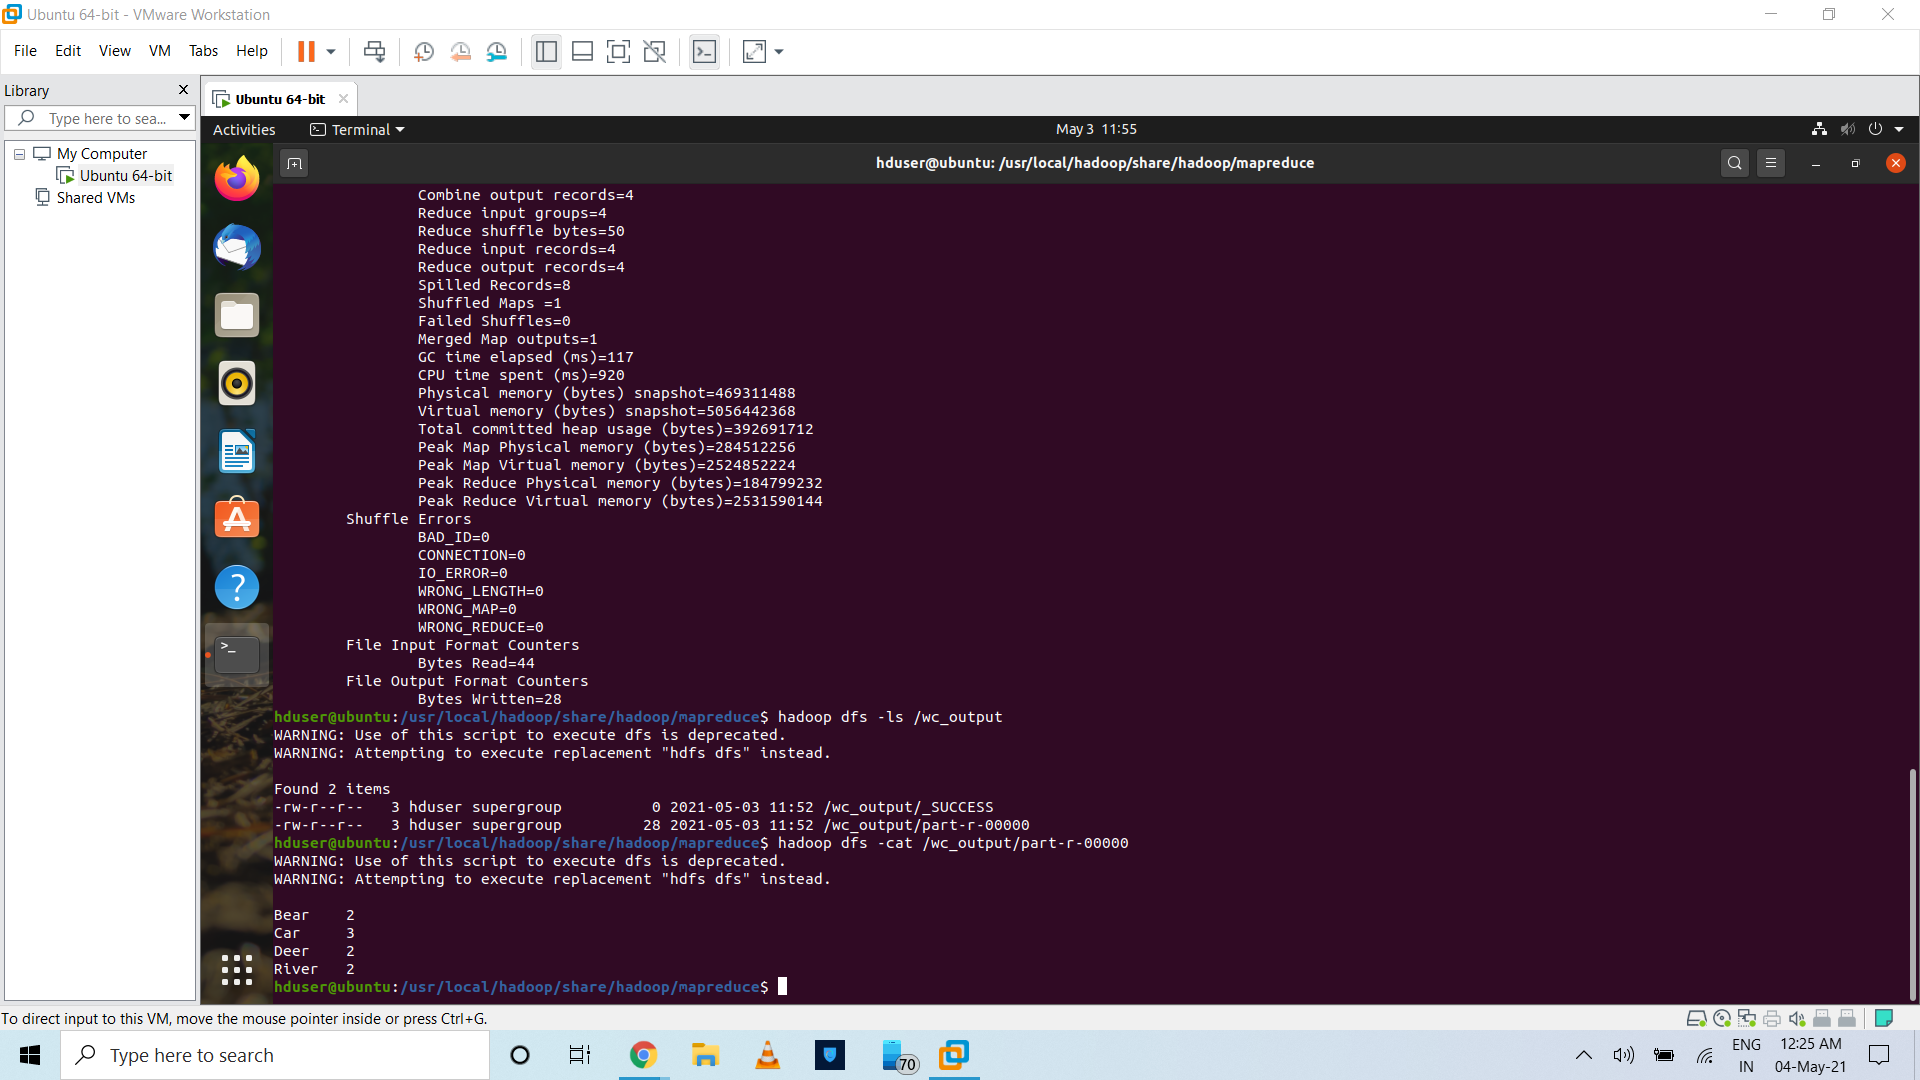 Ubuntu 64-bit - VMware Workstation
File Edit View VM Tabs Help
Library
Type here to sea...
My Computer
Ubuntu 64-bit
Shared VMs
Ubuntu 64-bit
Activities Terminal May 3 11:55
hduser@ubuntu: /usr/local/hadoop/share/hadoop/mapreduce
Combine output records=4
Reduce input groups=4
Reduce shuffle bytes=50
Reduce input records=4
Reduce output records=4
Spilled Records=8
Shuffled Maps =1
Failed Shuffles=0
Merged Map outputs=1
GC time elapsed (ms)=117
CPU time spent (ms)=920
Physical memory (bytes) snapshot=469311488
Virtual memory (bytes) snapshot=5056442368
Total committed heap usage (bytes)=392691712
Peak Map Physical memory (bytes)=284512256
Peak Map Virtual memory (bytes)=2524852224
Peak Reduce Physical memory (bytes)=184799232
Peak Reduce Virtual memory (bytes)=2531590144
Shuffle Errors
BAD_ID=0
CONNECTION=0
IO_ERROR=0
WRONG_LENGTH=0
WRONG_MAP=0
WRONG_REDUCE=0
File Input Format Counters
Bytes Read=44
File Output Format Counters
Bytes Written=28
hduser@ubuntu:/usr/local/hadoop/share/hadoop/mapreduce$ hadoop dfs -ls /wc_output
WARNING: Use of this script to execute dfs is deprecated.
WARNING: Attempting to execute replacement "hdfs dfs" instead.
Found 2 items
-rw-r--r-- 3 hduser supergroup 0 2021-05-03 11:52 /wc_output/_SUCCESS
-rw-r--r-- 3 hduser supergroup 28 2021-05-03 11:52 /wc_output/part-r-00000
hduser@ubuntu:/usr/local/hadoop/share/hadoop/mapreduce$ hadoop dfs -cat /wc_output/part-r-00000
WARNING: Use of this script to execute dfs is deprecated.
WARNING: Attempting to execute replacement "hdfs dfs" instead.
Bear 2
Car 3
Deer 2
River 2
hduser@ubuntu:/usr/local/hadoop/share/hadoop/mapreduce$
To direct input to this VM, move the mouse pointer inside or press Ctrl+G.
Type here to search
70
ENG
IN
12:25 AM
04-May-21